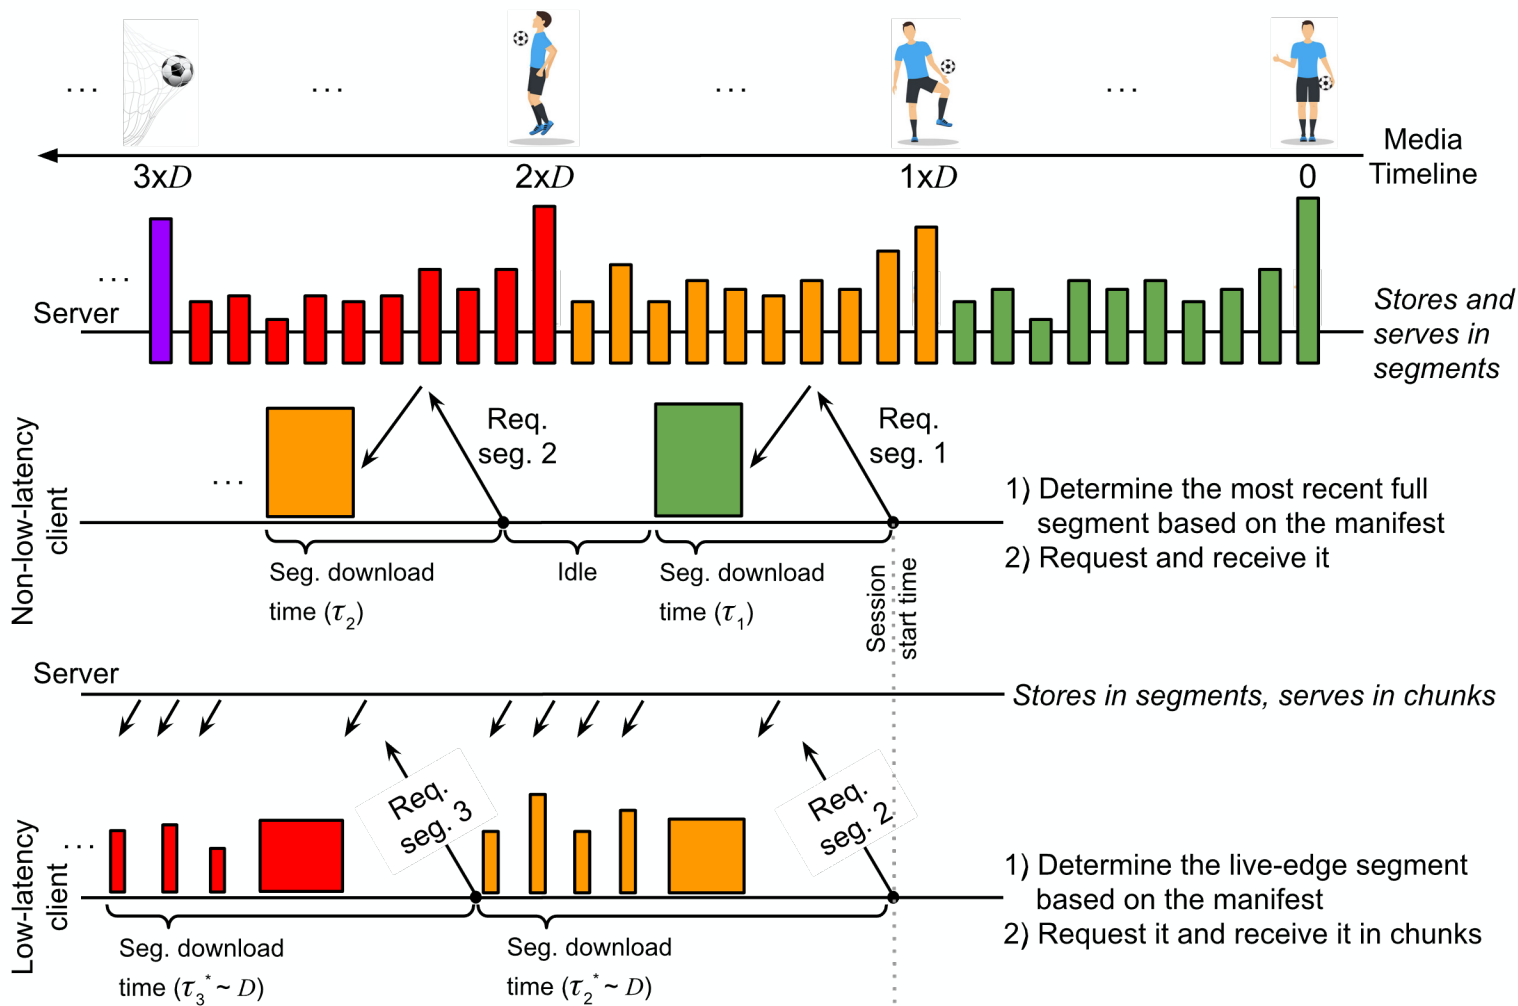 ... ... ... ...
Media
Timeline
3xD 2xD 1xD 0
...
Server
Stores and
serves in
segments
Non-low-latency
client
...
Req.
seg. 2
Req.
seg. 1
1) Determine the most recent full
segment based on the manifest
2) Request and receive it
Seg. download
time (τ2)
Idle
Seg. download
time (τ1)
Session
start time
Server
Stores in segments, serves in chunks
Low-latency
client
...
Req.
seg. 3
Req.
seg. 2
1) Determine the live-edge segment
based on the manifest
2) Request it and receive it in chunks
Seg. download
time (τ3* ~ D)
Seg. download
time (τ2* ~ D)